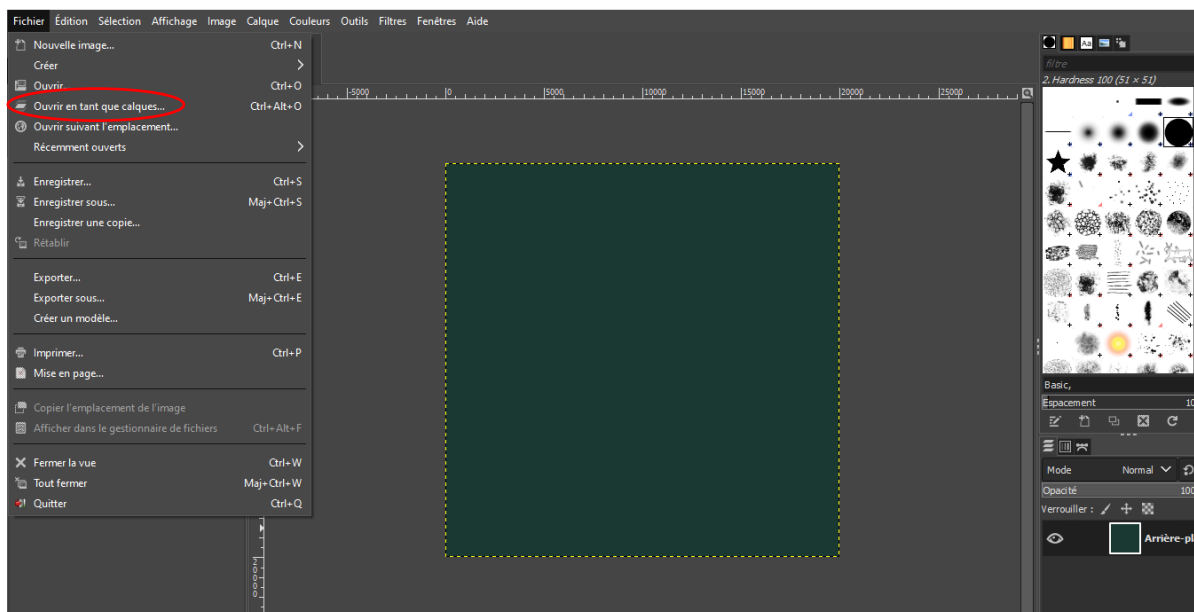 Fichier Édition Sélection Affichage Image Calque Couleurs Outils Filtres Fenêtres Aide
Nouvelle image... Ctrl+N
Créer
Ouvrir... Ctrl+O
Ouvrir en tant que calques... Ctrl+Alt+O
Ouvrir suivant l'emplacement...
Récemment ouverts
Enregistrer... Ctrl+S
Enregistrer sous... Maj+Ctrl+S
Enregistrer une copie...
Rétablir
Exporter... Ctrl+E
Exporter sous... Maj+Ctrl+E
Créer un modèle...
Imprimer... Ctrl+P
Mise en page...
Copier l'emplacement de l'image
Afficher dans le gestionnaire de fichiers Ctrl+Alt+F
Fermer la vue Ctrl+W
Tout fermer Maj+Ctrl+W
Quitter Ctrl+Q
-5000 0 5000 10000 15000 20000 25000
20000
Aa
filtre
2. Hardness 100 (51 × 51)
Basic,
Espacement 10
Mode Normal
Opacité 100
Verrouiller :
Arrière-pl